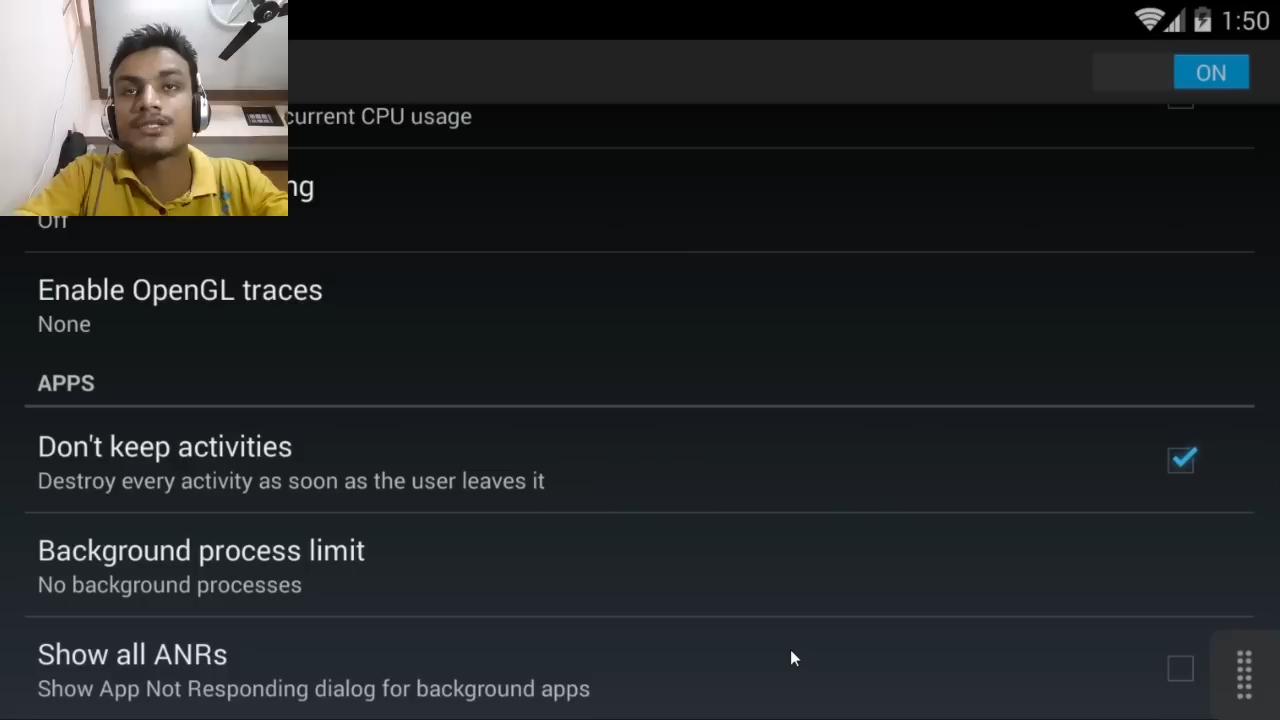 1:50
ON
current CPU usage
ng
Off
Enable OpenGL traces
None
APPS
Don't keep activities
Destroy every activity as soon as the user leaves it
Background process limit
No background processes
Show all ANRs
Show App Not Responding dialog for background apps